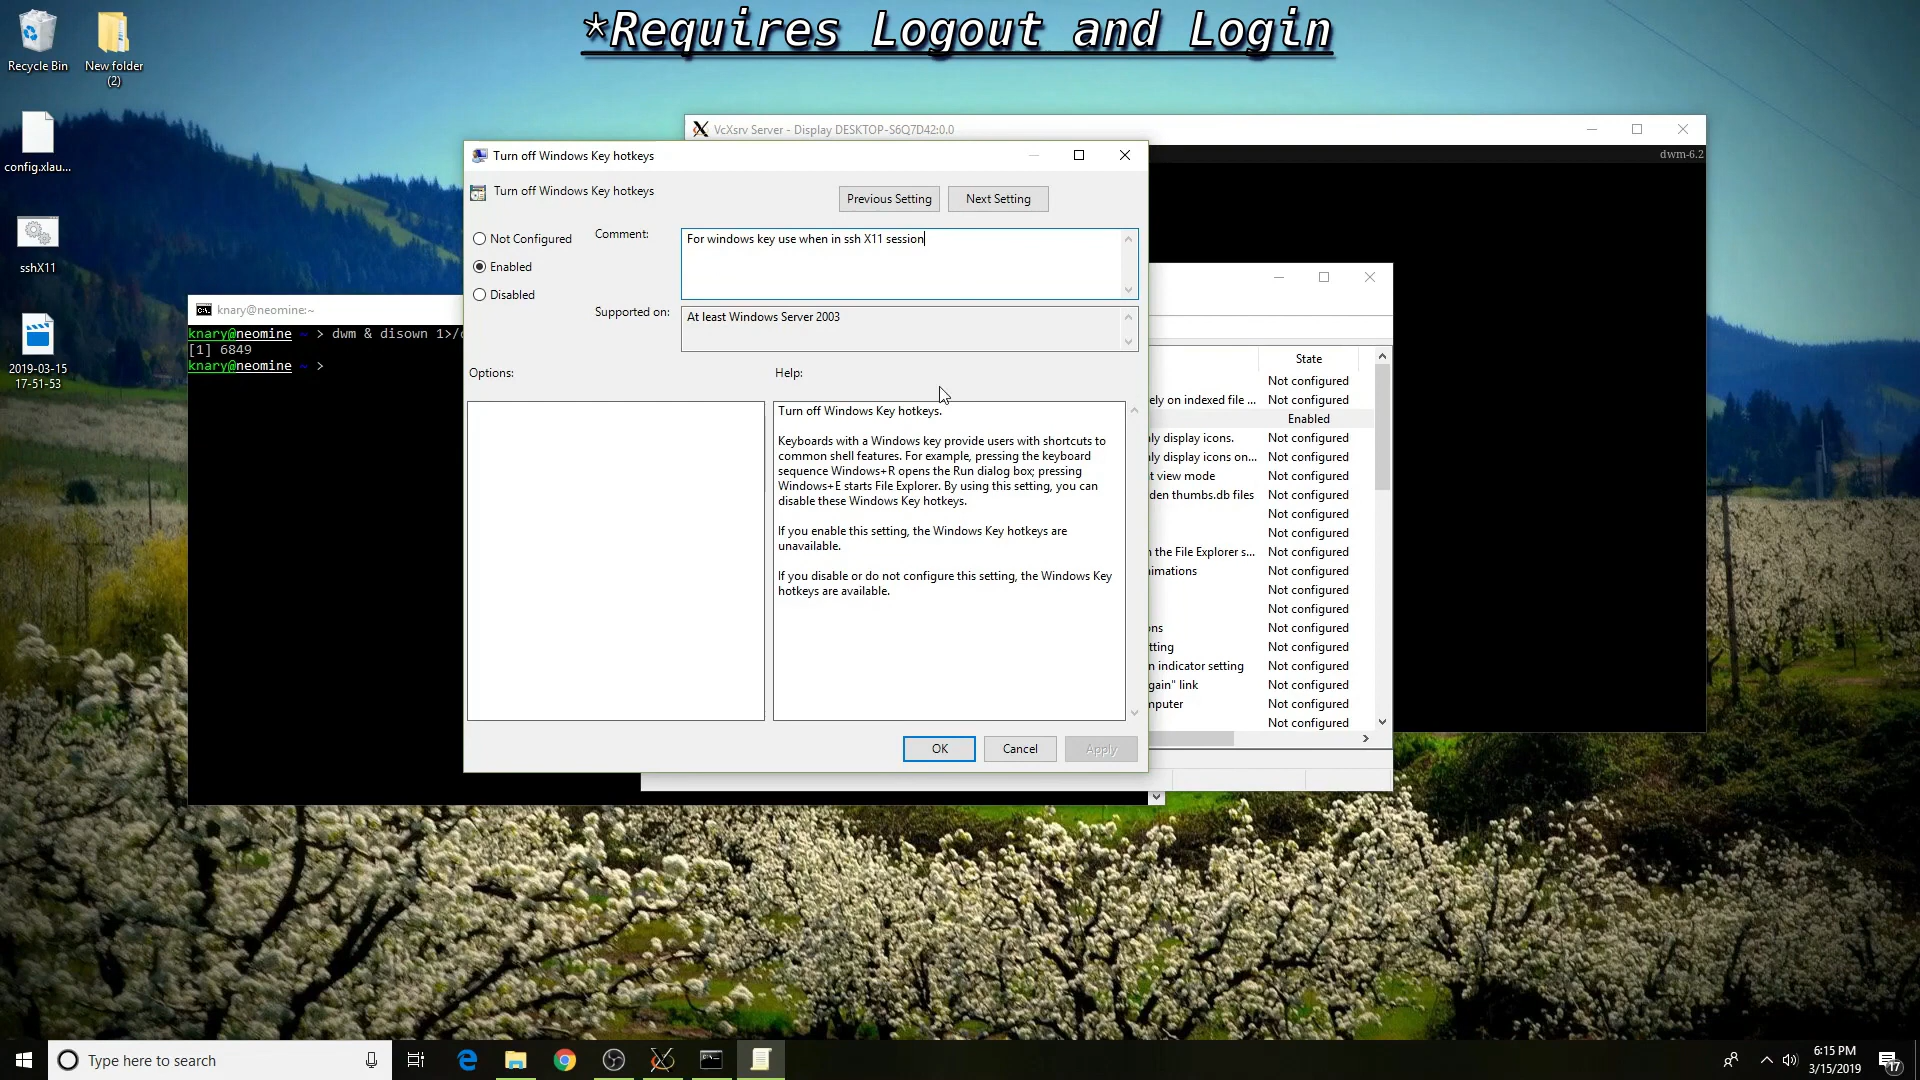 *Requires Logout and Login
Recycle Bin
New folder
(2)
config.xlau...
sshX11
2019-03-15
17-51-53
VcXsrv Server - Display DESKTOP-S6Q7D42:0.0
dwm-6.2
Turn off Windows Key hotkeys
Turn off Windows Key hotkeys
Previous Setting
Next Setting
Not Configured
Enabled
Disabled
Comment:
For windows key use when in ssh X11 session
Supported on:
At least Windows Server 2003
Options:
Help:
Turn off Windows Key hotkeys.
Keyboards with a Windows key provide users with shortcuts to
common shell features. For example, pressing the keyboard
sequence Windows+R opens the Run dialog box; pressing
Windows+E starts File Explorer. By using this setting, you can
disable these Windows Key hotkeys.
If you enable this setting, the Windows Key hotkeys are
unavailable.
If you disable or do not configure this setting, the Windows Key
hotkeys are available.
OK
Cancel
Apply
knary@neomine:~
knary@neomine ~ > dwm & disown 1>/
[1] 6849
knary@neomine ~ >
State
Not configured
ely on indexed file ... Not configured
Enabled
ly display icons. Not configured
ly display icons on... Not configured
t view mode Not configured
den thumbs.db files Not configured
Not configured
Not configured
the File Explorer s... Not configured
imations Not configured
Not configured
Not configured
ns Not configured
tting Not configured
n indicator setting Not configured
gain" link Not configured
mputer Not configured
Not configured
Type here to search
6:15 PM
3/15/2019
17